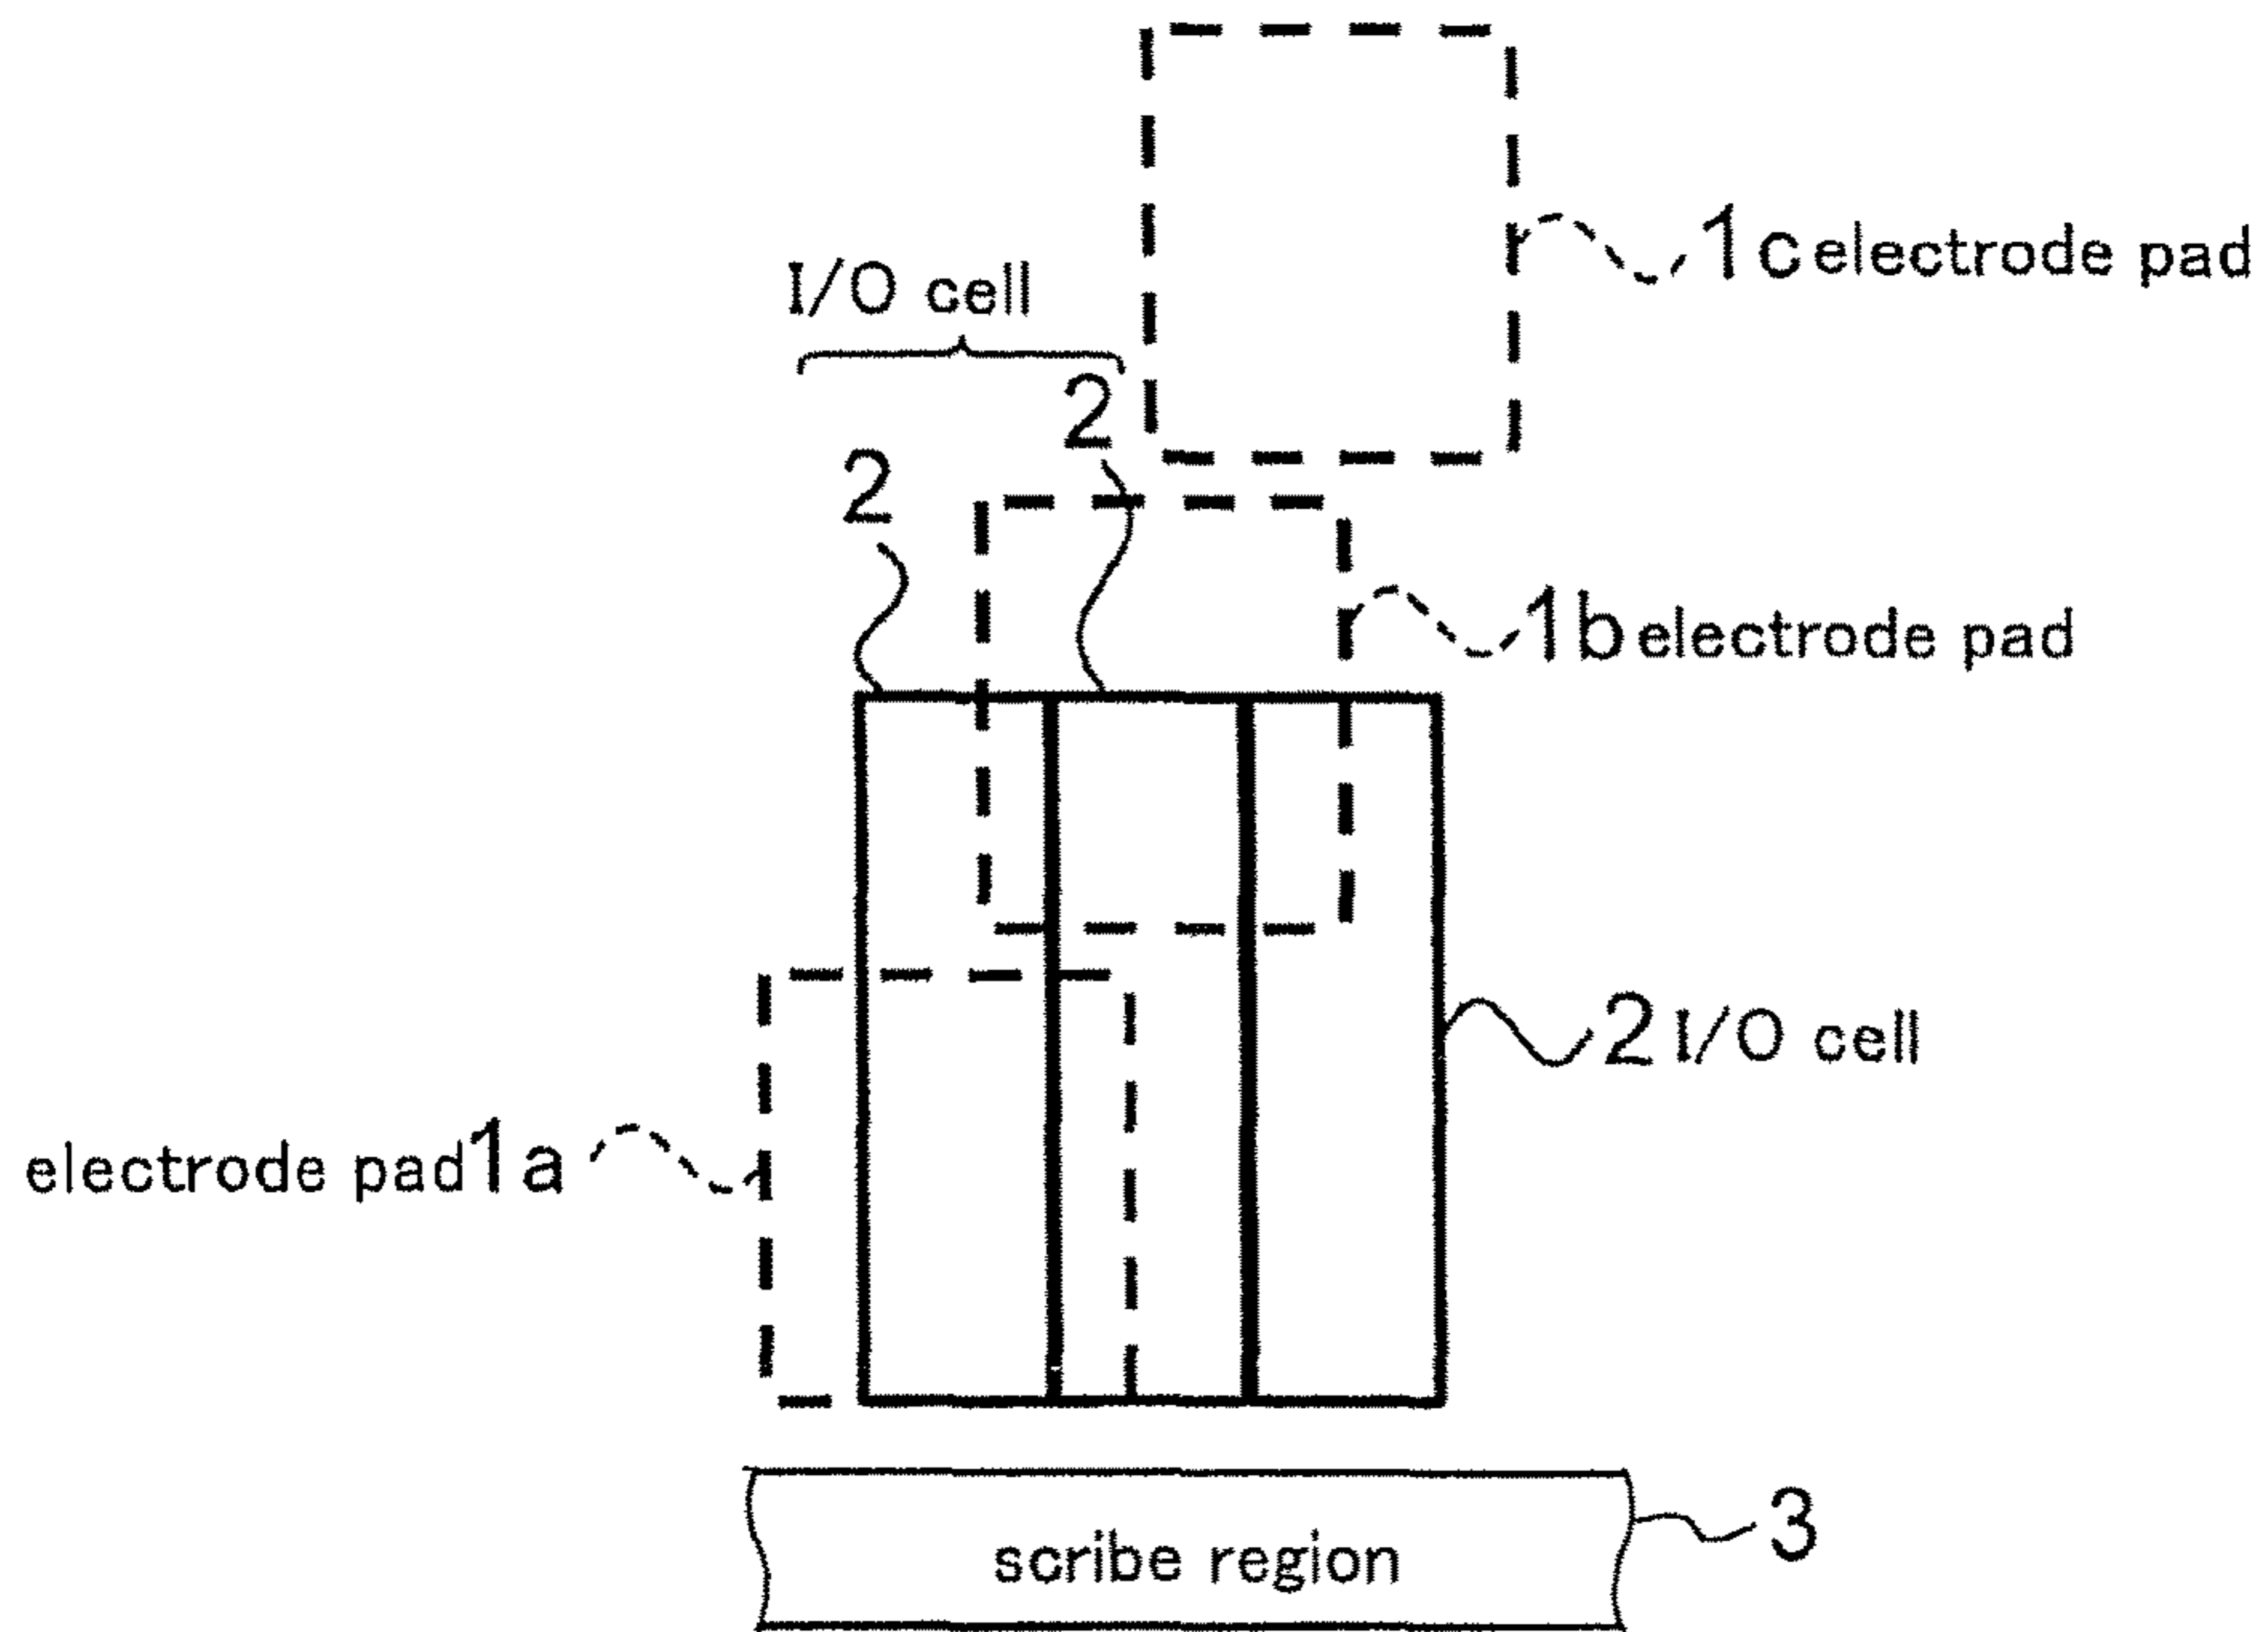 1c electrode pad
I/O cell
2
2
1b electrode pad
2 I/O cell
electrode pad 1a
scribe region
3